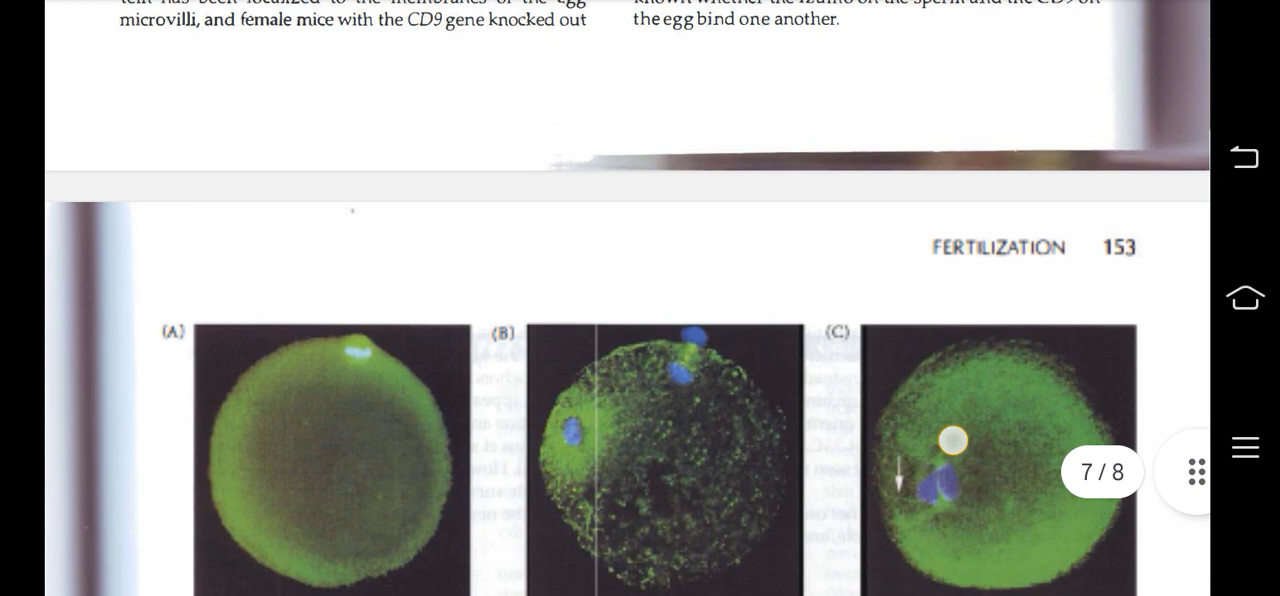 microvilli, and female mice with the CD9 gene knocked out
the egg bind one another.
FERTILIZATION 153
(A)
(B)
(C)
7 / 8